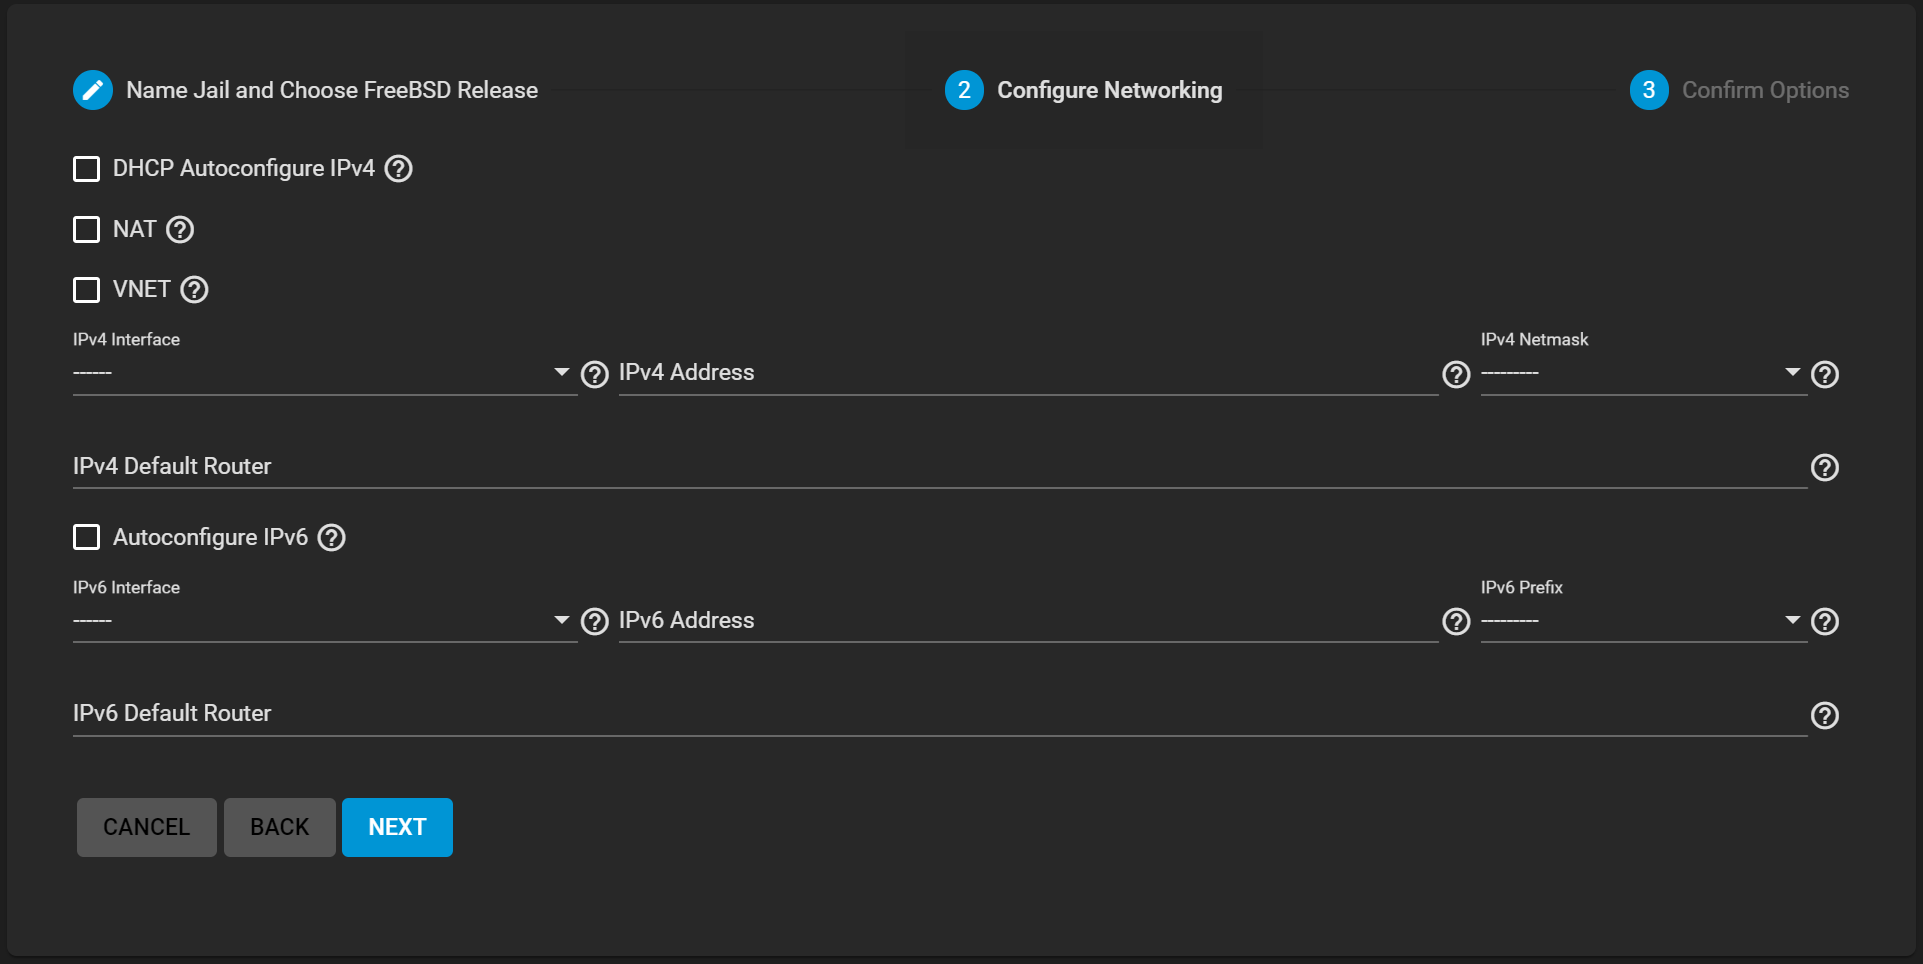 Name Jail and Choose FreeBSD Release
2 Configure Networking
3 Confirm Options
DHCP Autoconfigure IPv4 ?
NAT ?
VNET ?
IPv4 Interface
------ ?
IPv4 Address ?
IPv4 Netmask
--------- ?
IPv4 Default Router ?
Autoconfigure IPv6 ?
IPv6 Interface
------ ?
IPv6 Address ?
IPv6 Prefix
--------- ?
IPv6 Default Router ?
CANCEL BACK NEXT